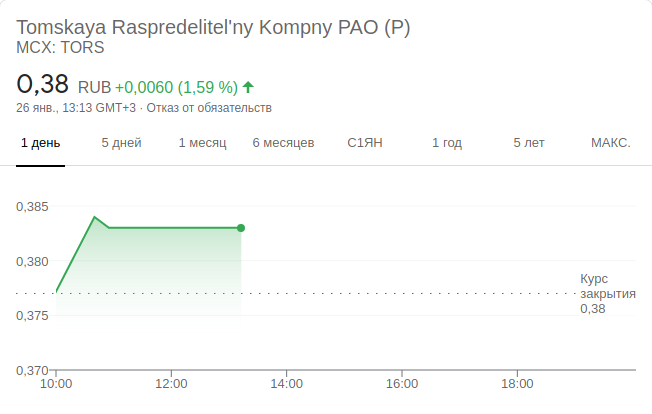 Tomskaya Raspredelitel'ny Kompny PAO (P)
MCX: TORS
0,38 RUB +0,0060 (1,59 %)
26 янв., 13:13 GMT+3 · Отказ от обязательств
1 день 5 дней 1 месяц 6 месяцев С1ЯН 1 год 5 лет МАКС.
0,385
0,380
Курс
закрытия
0,38
0,375
0,370
10:00 12:00 14:00 16:00 18:00